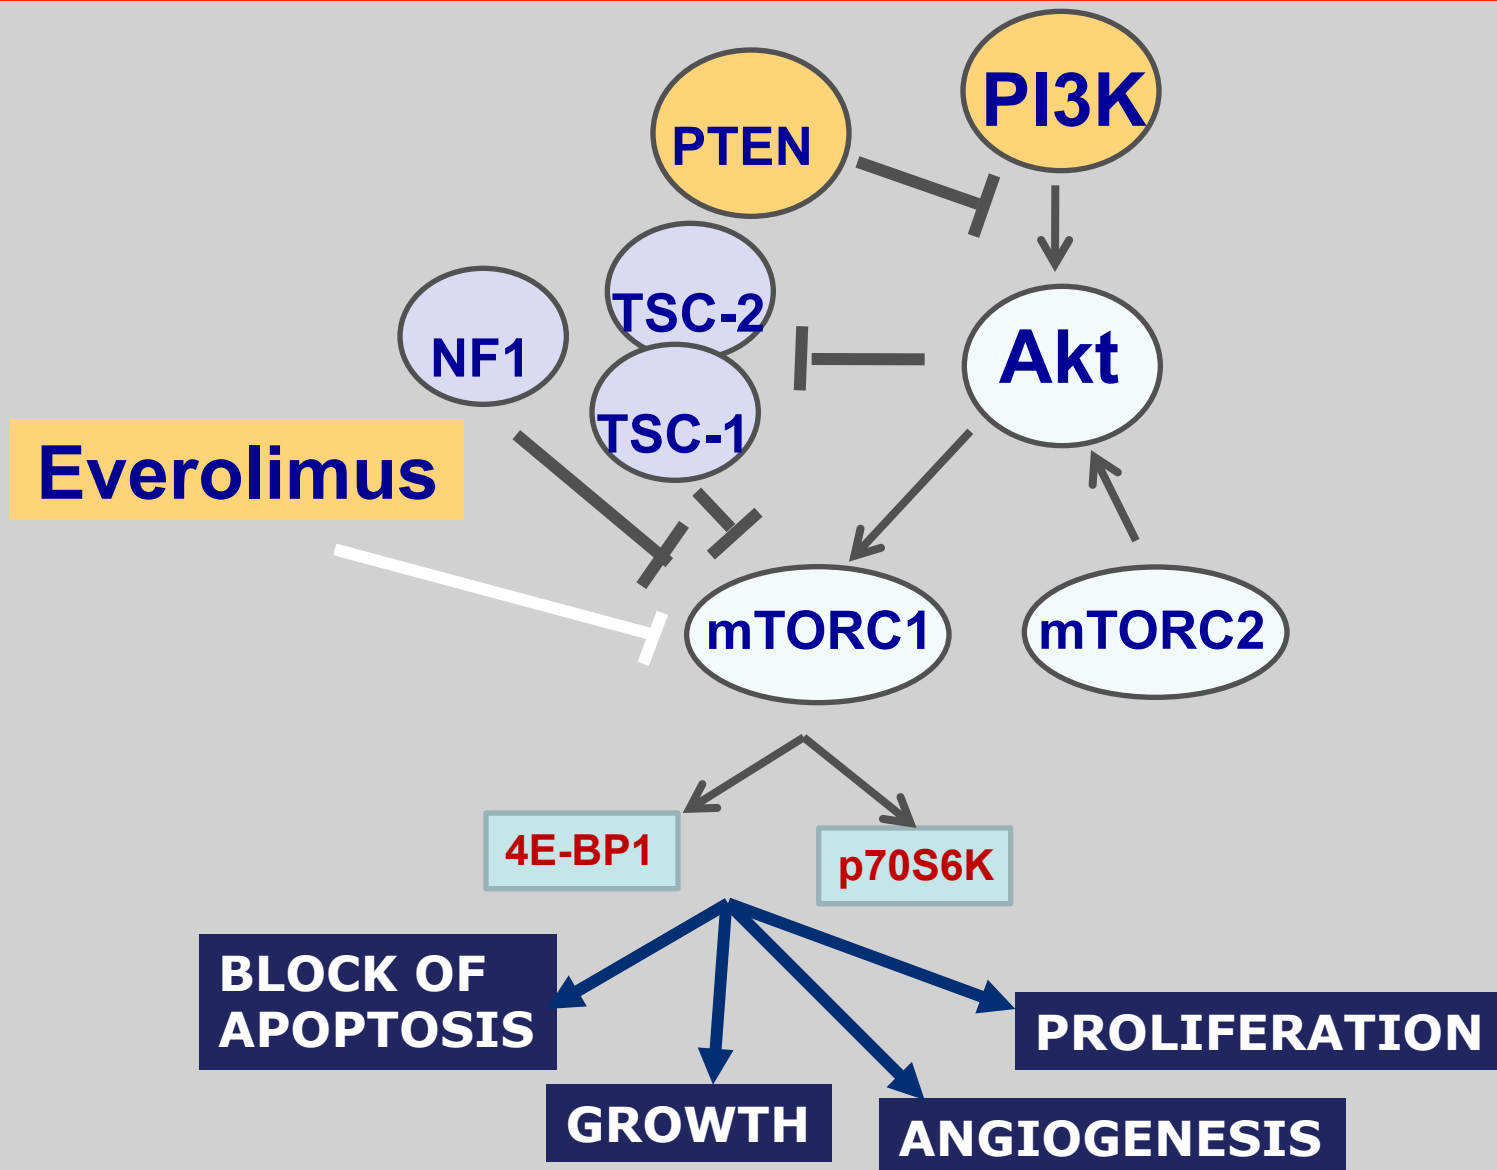 PI3K
PTEN
TSC-2
NF1
Akt
TSC-1
Everolimus
mTORC1
mTORC2
4E-BP1
p70S6K
BLOCK OF
APOPTOSIS
PROLIFERATION
GROWTH
ANGIOGENESIS